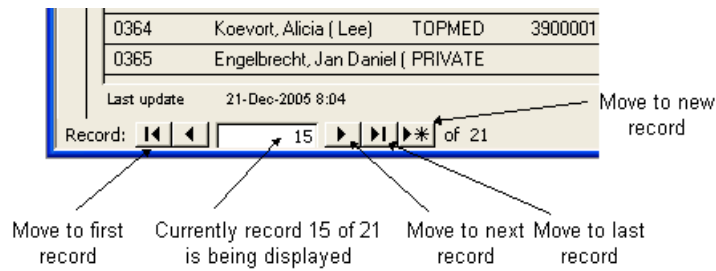 0364 Koevort, Alicia ( Lee) TOPMED 3900001
0365 Engelbrecht, Jan Daniel ( PRIVATE
Last update 21-Dec-2005 8:04
Move to new
record
Record: 15 of 21
Move to first
record
Currently record 15 of 21
is being displayed
Move to next
record
Move to last
record